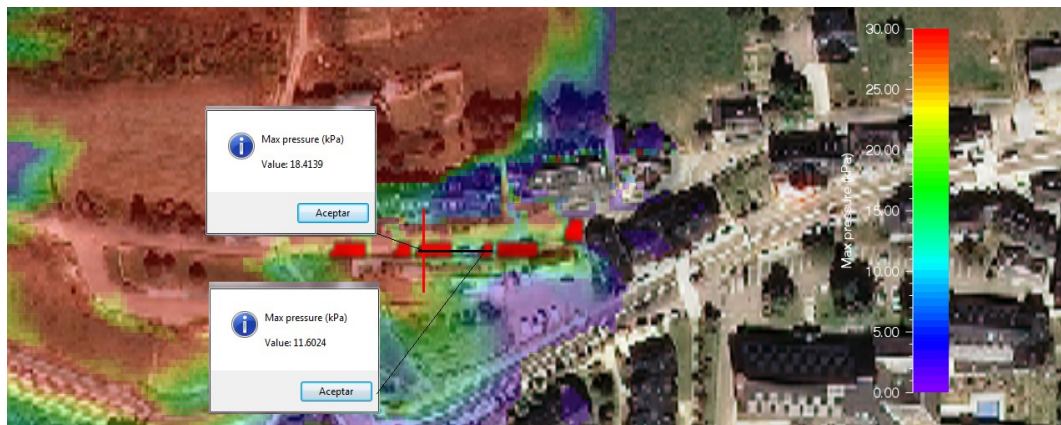 Max pressure (kPa)
Value: 18.4139
Aceptar
Max pressure (kPa)
Value: 11.6024
Aceptar
30.00
25.00
20.00
15.00
10.00
5.00
0.00
Max pressure (kPa)